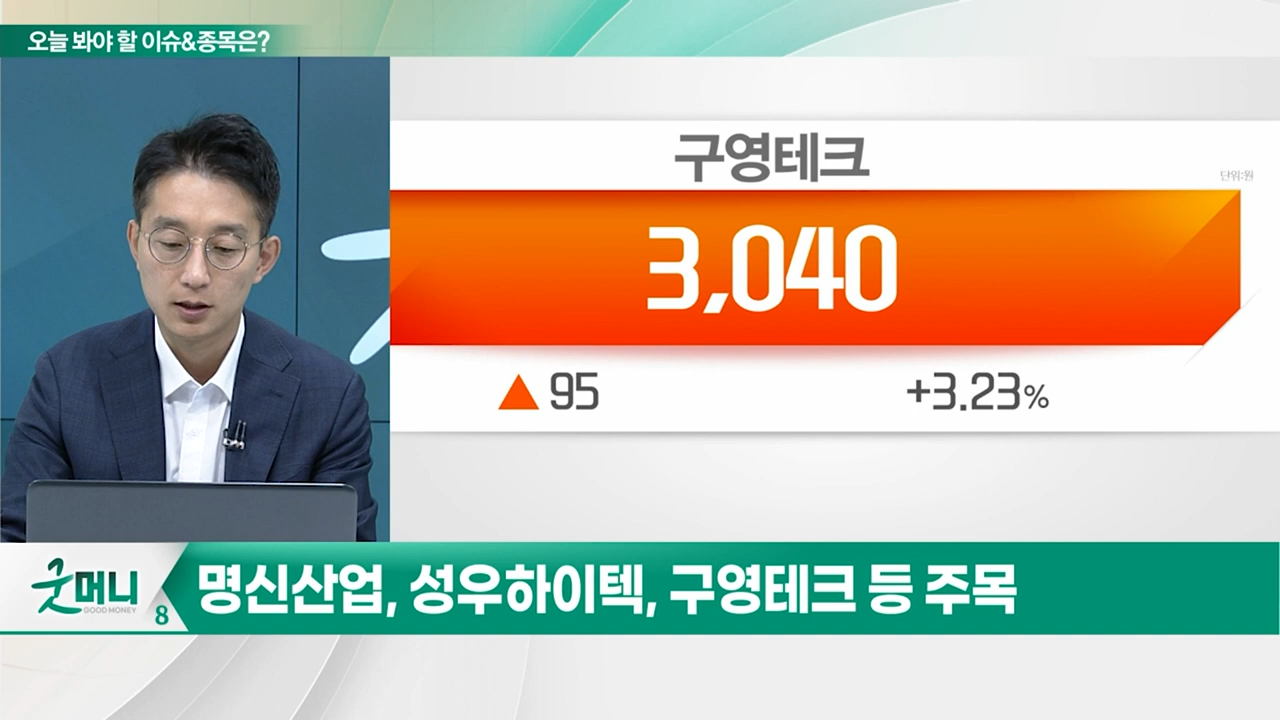 오늘 봐야 할 이슈&종목은?
구영테크
단위:원
3,040
▲ 95
+3.23%
굿머니
GOOD MONEY
8
명신산업, 성우하이텍, 구영테크 등 주목